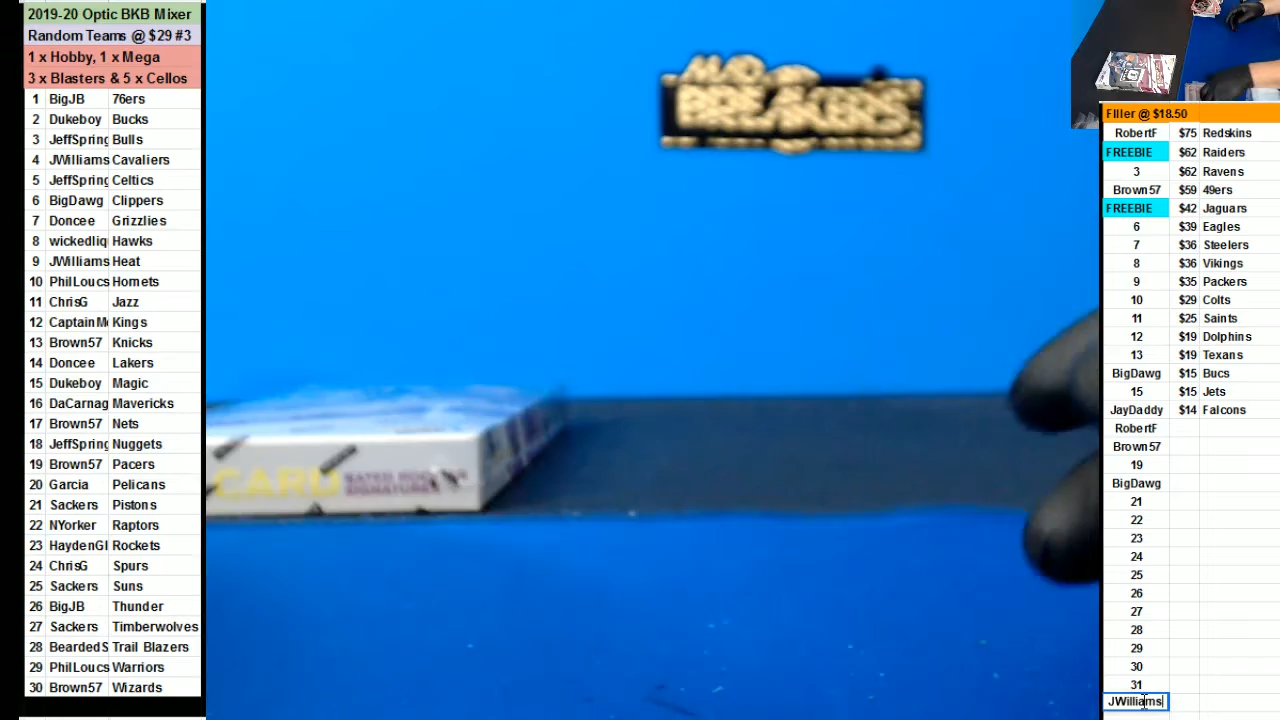 2019-20 Optic BKB Mixer
Random Teams @ $29 #3
1 x Hobby, 1 x Mega
3 x Blasters & 5 x Cellos
1 BigJB 76ers
2 Dukeboy Bucks
3 JeffSpring Bulls
4 JWilliams Cavaliers
5 JeffSpring Celtics
6 BigDawg Clippers
7 Doncee Grizzlies
8 wickedliq Hawks
9 JWilliams Heat
10 PhilLoucs Hornets
11 ChrisG Jazz
12 CaptainMo Kings
13 Brown57 Knicks
14 Doncee Lakers
15 Dukeboy Magic
16 DaCarnag Mavericks
17 Brown57 Nets
18 JeffSpring Nuggets
19 Brown57 Pacers
20 Garcia Pelicans
21 Sackers Pistons
22 NYorker Raptors
23 HaydenGl Rockets
24 ChrisG Spurs
25 Sackers Suns
26 BigJB Thunder
27 Sackers Timberwolves
28 BeardedS Trail Blazers
29 PhilLoucs Warriors
30 Brown57 Wizards
BREAKERS
CARD
RATED ROOKIE
SIGNATURES
Filler @ $18.50
RobertF $75 Redskins
FREEBIE $62 Raiders
3 $62 Ravens
Brown57 $59 49ers
FREEBIE $42 Jaguars
6 $39 Eagles
7 $36 Steelers
8 $36 Vikings
9 $35 Packers
10 $29 Colts
11 $25 Saints
12 $19 Dolphins
13 $19 Texans
BigDawg $15 Bucs
15 $15 Jets
JayDaddy $14 Falcons
RobertF
Brown57
19
BigDawg
21
22
23
24
25
26
27
28
29
30
31
JWilliams